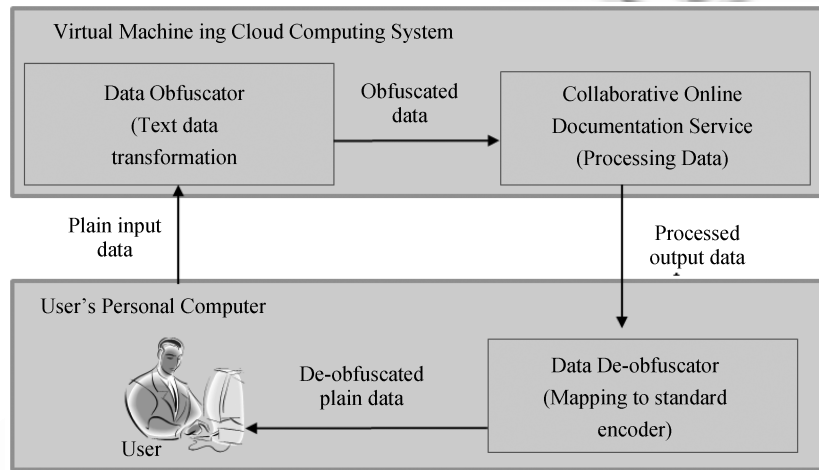 Virtual Machine ing Cloud Computing System
Data Obfuscator
(Text data
transformation
Obfuscated
data
Collaborative Online
Documentation Service
(Processing Data)
Plain input
data
Processed
output data
User's Personal Computer
User
De-obfuscated
plain data
Data De-obfuscator
(Mapping to standard
encoder)